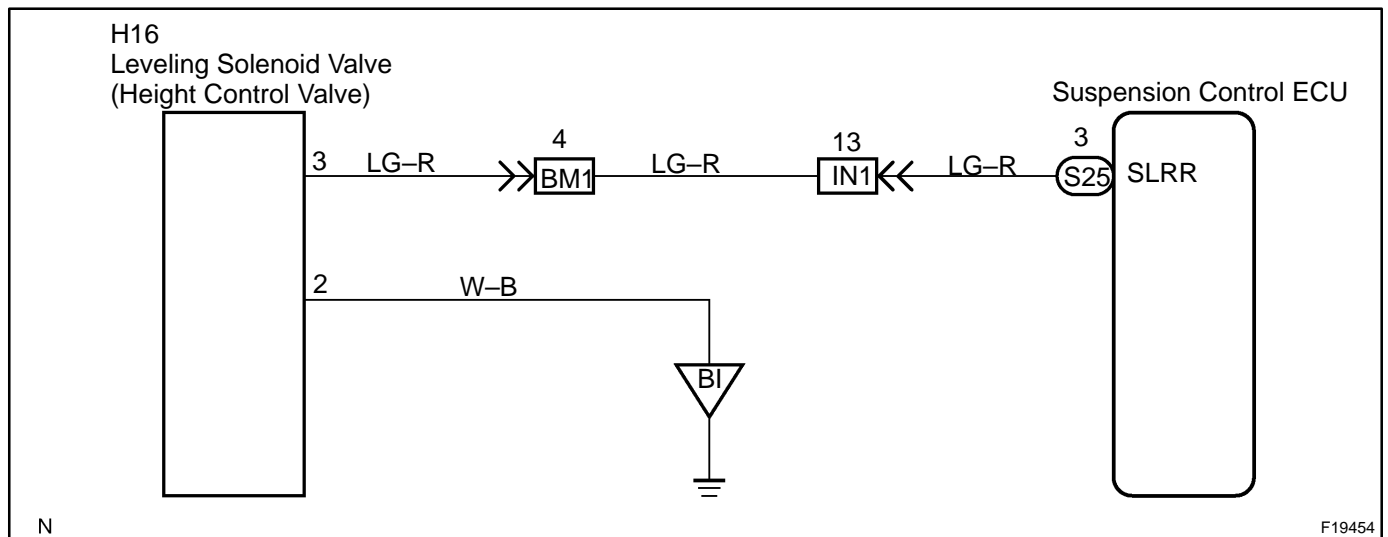 H16
Leveling Solenoid Valve
(Height Control Valve)
Suspension Control ECU
4
13
3
3
LG–R
LG–R
LG–R
BM1
IN1
S25
SLRR
2
W–B
BI
N
F19454